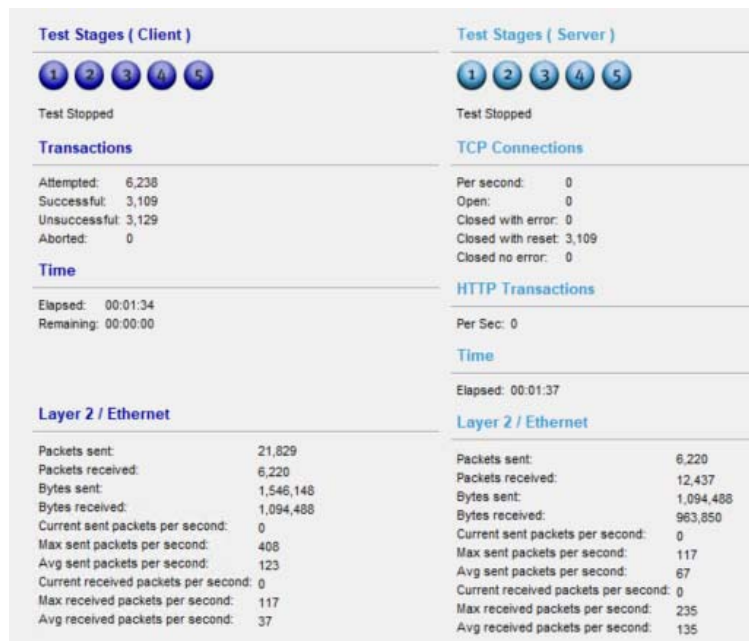 Test Stages ( Client )
1 2 3 4 5
Test Stopped
Transactions
Attempted: 6,238
Successful: 3,109
Unsuccessful: 3,129
Aborted: 0
Time
Elapsed: 00:01:34
Remaining: 00:00:00
Layer 2 / Ethernet
Packets sent: 21,829
Packets received: 6,220
Bytes sent: 1,546,148
Bytes received: 1,094,488
Current sent packets per second: 0
Max sent packets per second: 408
Avg sent packets per second: 123
Current received packets per second: 0
Max received packets per second: 117
Avg received packets per second: 37
Test Stages ( Server )
1 2 3 4 5
Test Stopped
TCP Connections
Per second: 0
Open: 0
Closed with error: 0
Closed with reset: 3,109
Closed no error: 0
HTTP Transactions
Per Sec: 0
Time
Elapsed: 00:01:37
Layer 2 / Ethernet
Packets sent: 6,220
Packets received: 12,437
Bytes sent: 1,094,488
Bytes received: 963,850
Current sent packets per second: 0
Max sent packets per second: 117
Avg sent packets per second: 67
Current received packets per second: 0
Max received packets per second: 235
Avg received packets per second: 135